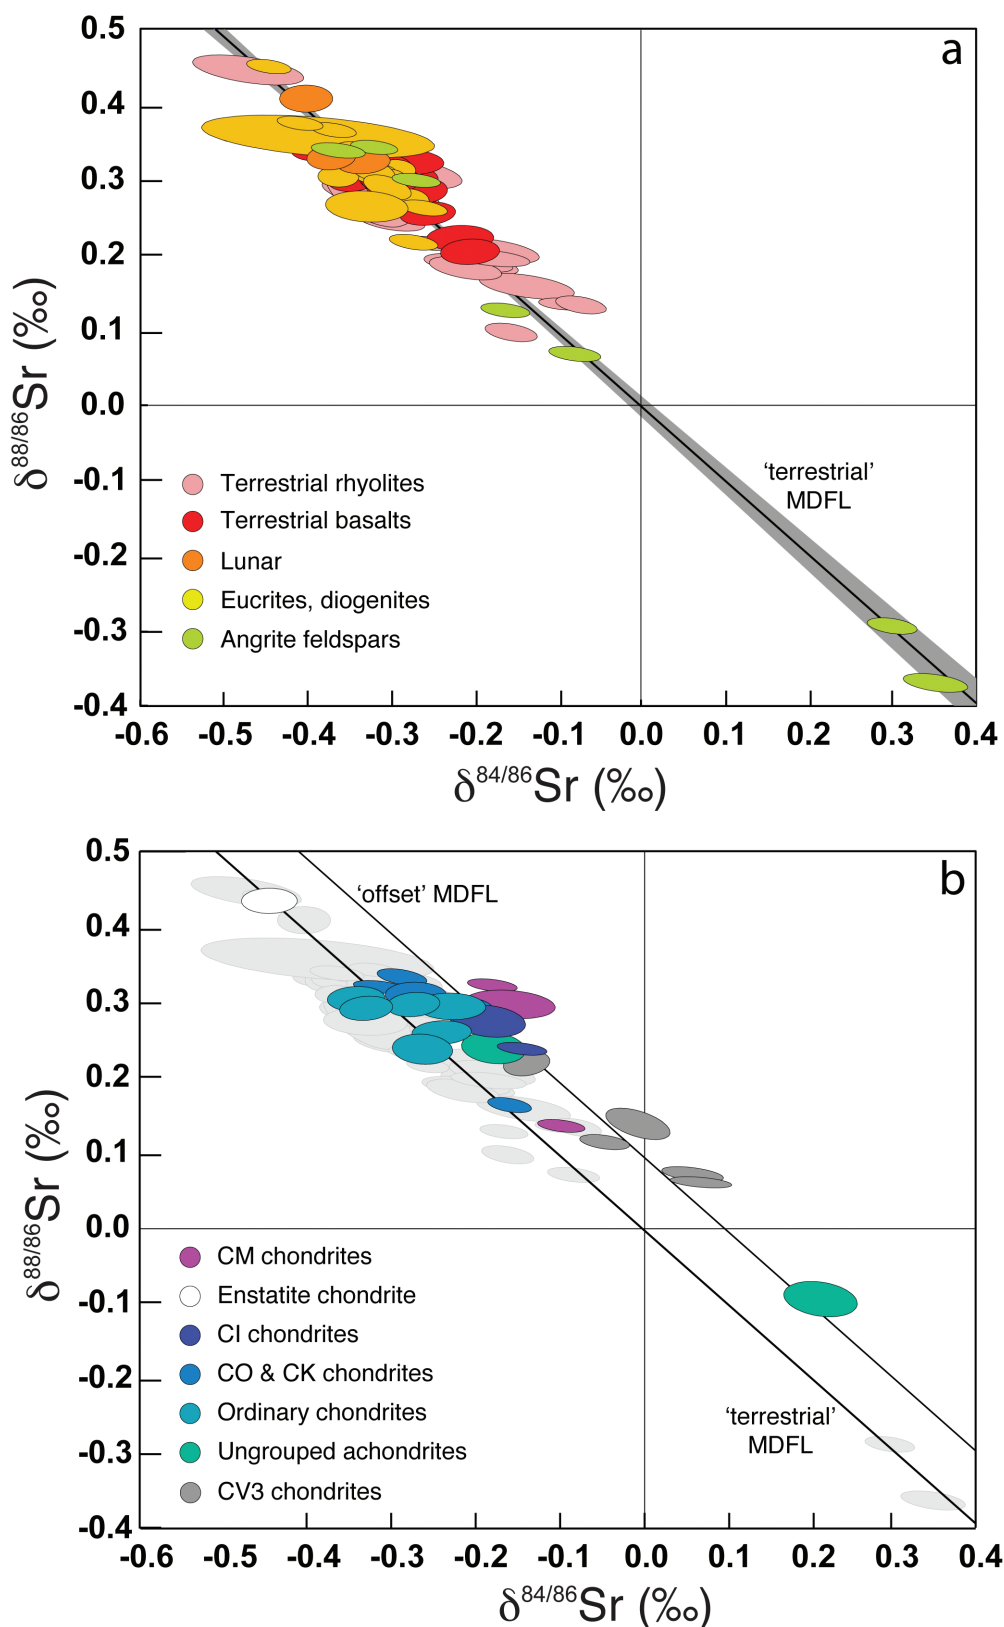 a
0.5
0.4
0.3
0.2
0.1
0.0
-0.1
-0.2
-0.3
-0.4
δ88/86Sr (‰)
'terrestrial'
MDFL
Terrestrial rhyolites
Terrestrial basalts
Lunar
Eucrites, diogenites
Angrite feldspars
-0.6 -0.5 -0.4 -0.3 -0.2 -0.1 0.0 0.1 0.2 0.3 0.4
δ84/86Sr (‰)
b
0.5
0.4
0.3
0.2
0.1
0.0
-0.1
-0.2
-0.3
-0.4
δ88/86Sr (‰)
'offset' MDFL
CM chondrites
Enstatite chondrite
CI chondrites
CO & CK chondrites
Ordinary chondrites
Ungrouped achondrites
CV3 chondrites
'terrestrial'
MDFL
-0.6 -0.5 -0.4 -0.3 -0.2 -0.1 0.0 0.1 0.2 0.3 0.4
δ84/86Sr (‰)